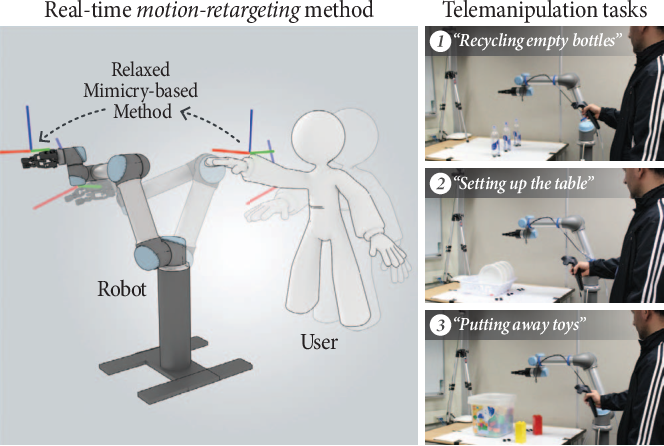 Real-time motion-retargeting method
Relaxed
Mimicry-based
Method
Robot
User
Telemanipulation tasks
1 "Recycling empty bottles"
2 "Setting up the table"
3 "Putting away toys"